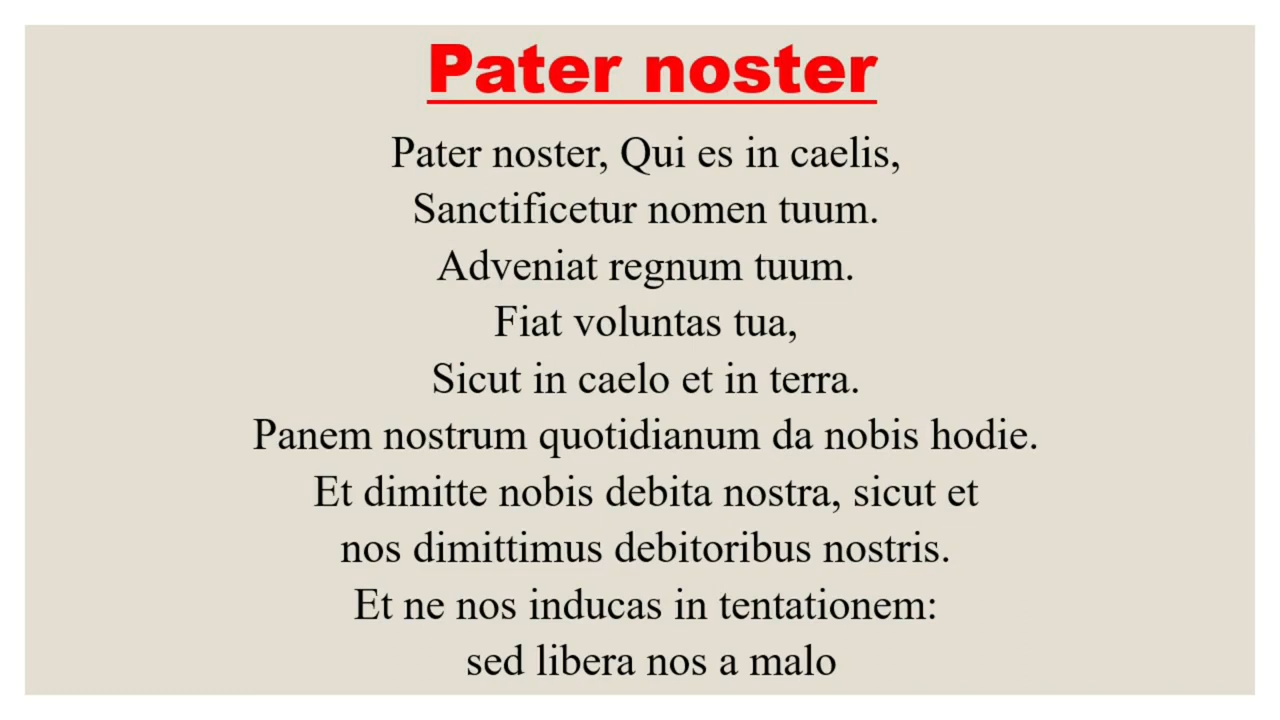 Pater noster
Pater noster, Qui es in caelis,
Sanctificetur nomen tuum.
Adveniat regnum tuum.
Fiat voluntas tua,
Sicut in caelo et in terra.
Panem nostrum quotidianum da nobis hodie.
Et dimitte nobis debita nostra, sicut et
nos dimittimus debitoribus nostris.
Et ne nos inducas in tentationem:
sed libera nos a malo